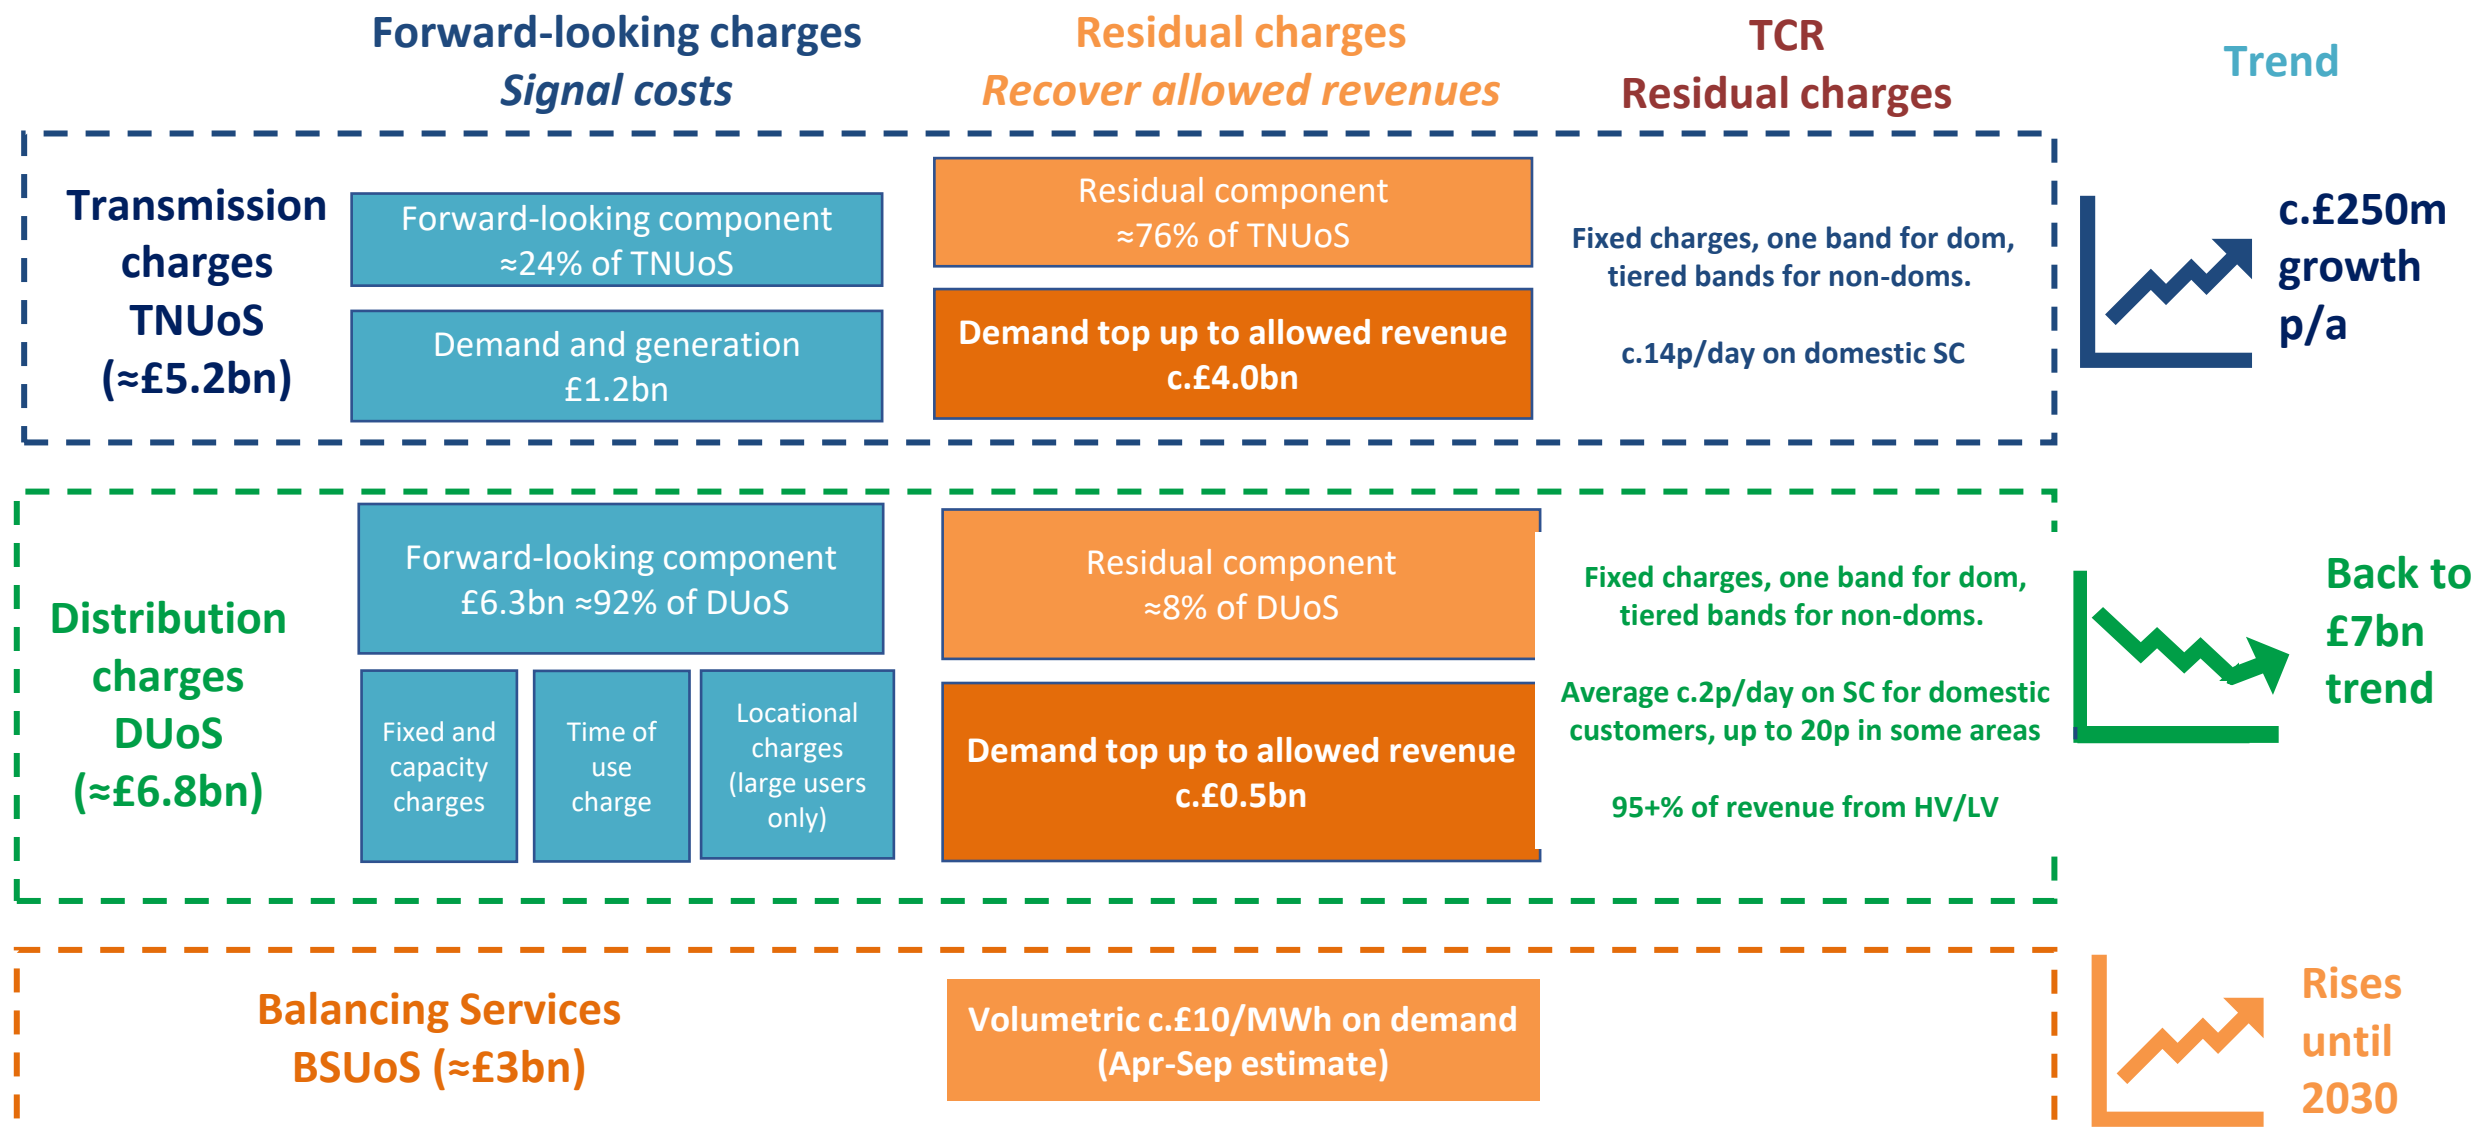 Forward-looking charges
Signal costs
Residual charges
Recover allowed revenues
TCR
Residual charges
Trend
Transmission
charges
TNUoS
(≈£5.2bn)
Forward-looking component
≈24% of TNUoS
Demand and generation
£1.2bn
Residual component
≈76% of TNUoS
Demand top up to allowed revenue
c.£4.0bn
Fixed charges, one band for dom,
tiered bands for non-doms.
c.14p/day on domestic SC
c.£250m
growth
p/a
Distribution
charges
DUoS
(≈£6.8bn)
Forward-looking component
£6.3bn ≈92% of DUoS
Fixed and
capacity
charges
Time of
use
charge
Locational
charges
(large users
only)
Residual component
≈8% of DUoS
Demand top up to allowed revenue
c.£0.5bn
Fixed charges, one band for dom,
tiered bands for non-doms.
Average c.2p/day on SC for domestic
customers, up to 20p in some areas
95+% of revenue from HV/LV
Back to
£7bn
trend
Balancing Services
BSUoS (≈£3bn)
Volumetric c.£10/MWh on demand
(Apr-Sep estimate)
Rises
until
2030